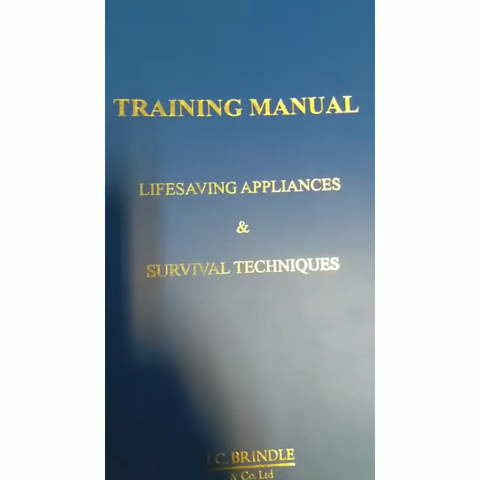 TRAINING MANUAL
LIFESAVING APPLIANCES
&
SURVIVAL TECHNIQUES
I.C. BRINDLE
& Co. Ltd